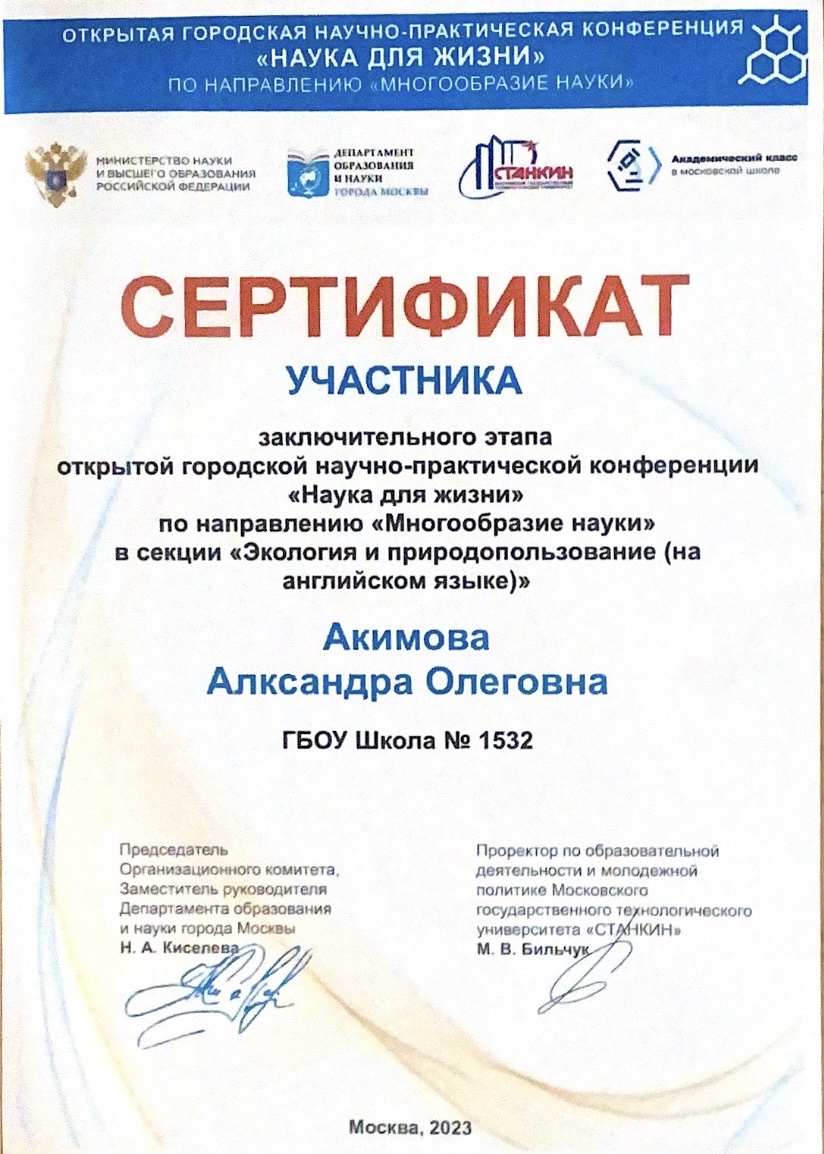 ОТКРЫТАЯ ГОРОДСКАЯ НАУЧНО-ПРАКТИЧЕСКАЯ КОНФЕРЕНЦИЯ
«НАУКА ДЛЯ ЖИЗНИ»
ПО НАПРАВЛЕНИЮ «МНОГООБРАЗИЕ НАУКИ»
МИНИСТЕРСТВО НАУКИ
И ВЫСШЕГО ОБРАЗОВАНИЯ
РОССИЙСКОЙ ФЕДЕРАЦИИ
ДЕПАРТАМЕНТ
ОБРАЗОВАНИЯ
И НАУКИ
ГОРОДА МОСКВЫ
СТАНКИН
Академический класс
в московской школе
СЕРТИФИКАТ
УЧАСТНИКА
заключительного этапа
открытой городской научно-практической конференции
«Наука для жизни»
по направлению «Многообразие науки»
в секции «Экология и природопользование (на
английском языке)»
Акимова
Алксандра Олеговна
ГБОУ Школа № 1532
Председатель
Организационного комитета,
Заместитель руководителя
Департамента образования
и науки города Москвы
Н. А. Киселева
Проректор по образовательной
деятельности и молодежной
политике Московского
государственного технологического
университета «СТАНКИН»
М. В. Бильчук
Москва, 2023